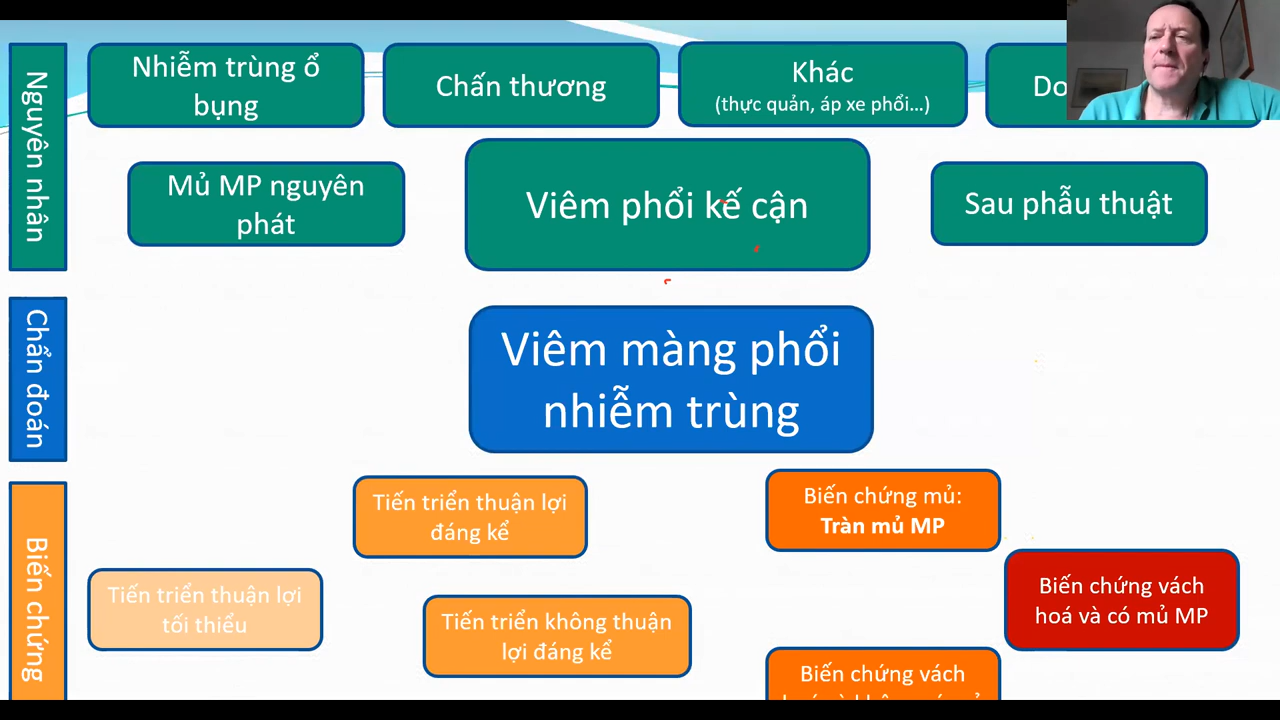 Nguyên nhân
Nhiễm trùng ổ
bụng
Chấn thương
Khác
(thực quản, áp xe phổi…)
Mủ MP nguyên
phát
Viêm phổi kế cận
Sau phẫu thuật
Chẩn đoán
Viêm màng phổi
nhiễm trùng
Biến chứng
Tiến triển thuận lợi
đáng kể
Biến chứng mủ:
Tràn mủ MP
Tiến triển thuận lợi
tối thiểu
Tiến triển không thuận
lợi đáng kể
Biến chứng vách
hoá và có mủ MP
Biến chứng vách